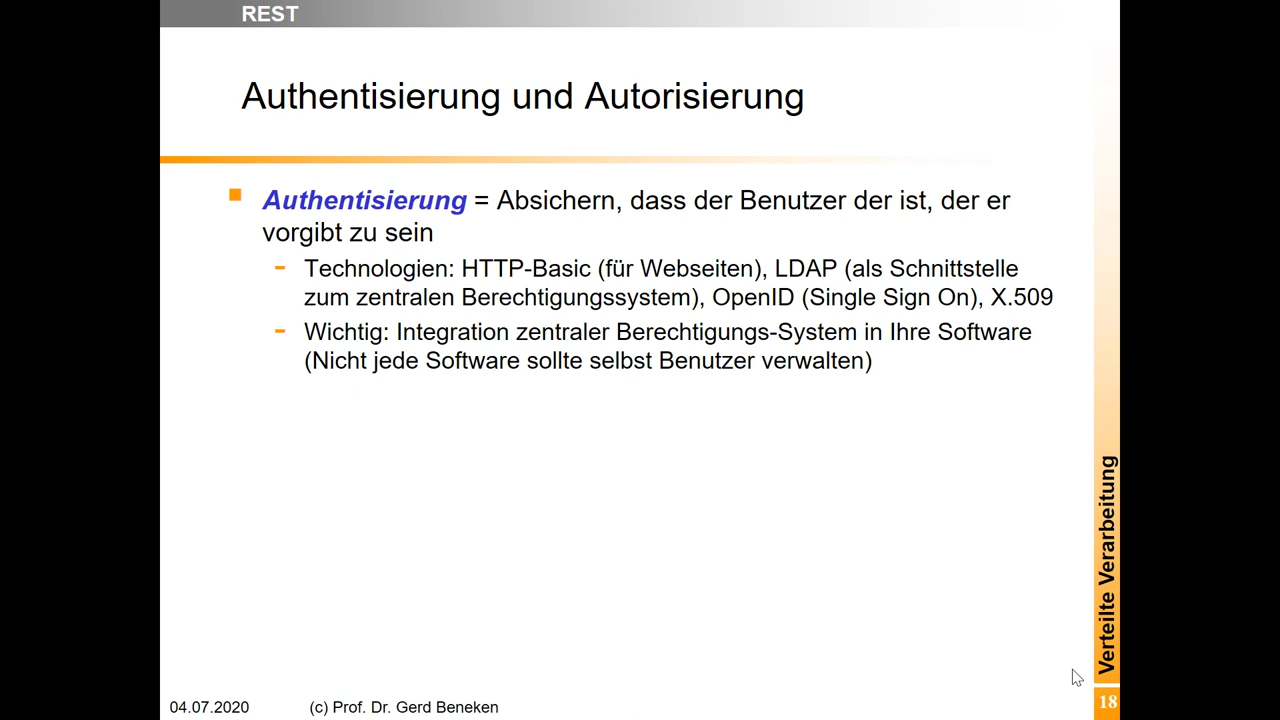 REST
Authentisierung und Autorisierung
Authentisierung = Absichern, dass der Benutzer der ist, der er
vorgibt zu sein
- Technologien: HTTP-Basic (für Webseiten), LDAP (als Schnittstelle
zum zentralen Berechtigungssystem), OpenID (Single Sign On), X.509
- Wichtig: Integration zentraler Berechtigungs-System in Ihre Software
(Nicht jede Software sollte selbst Benutzer verwalten)
Verteilte Verarbeitung
04.07.2020
(c) Prof. Dr. Gerd Beneken
18